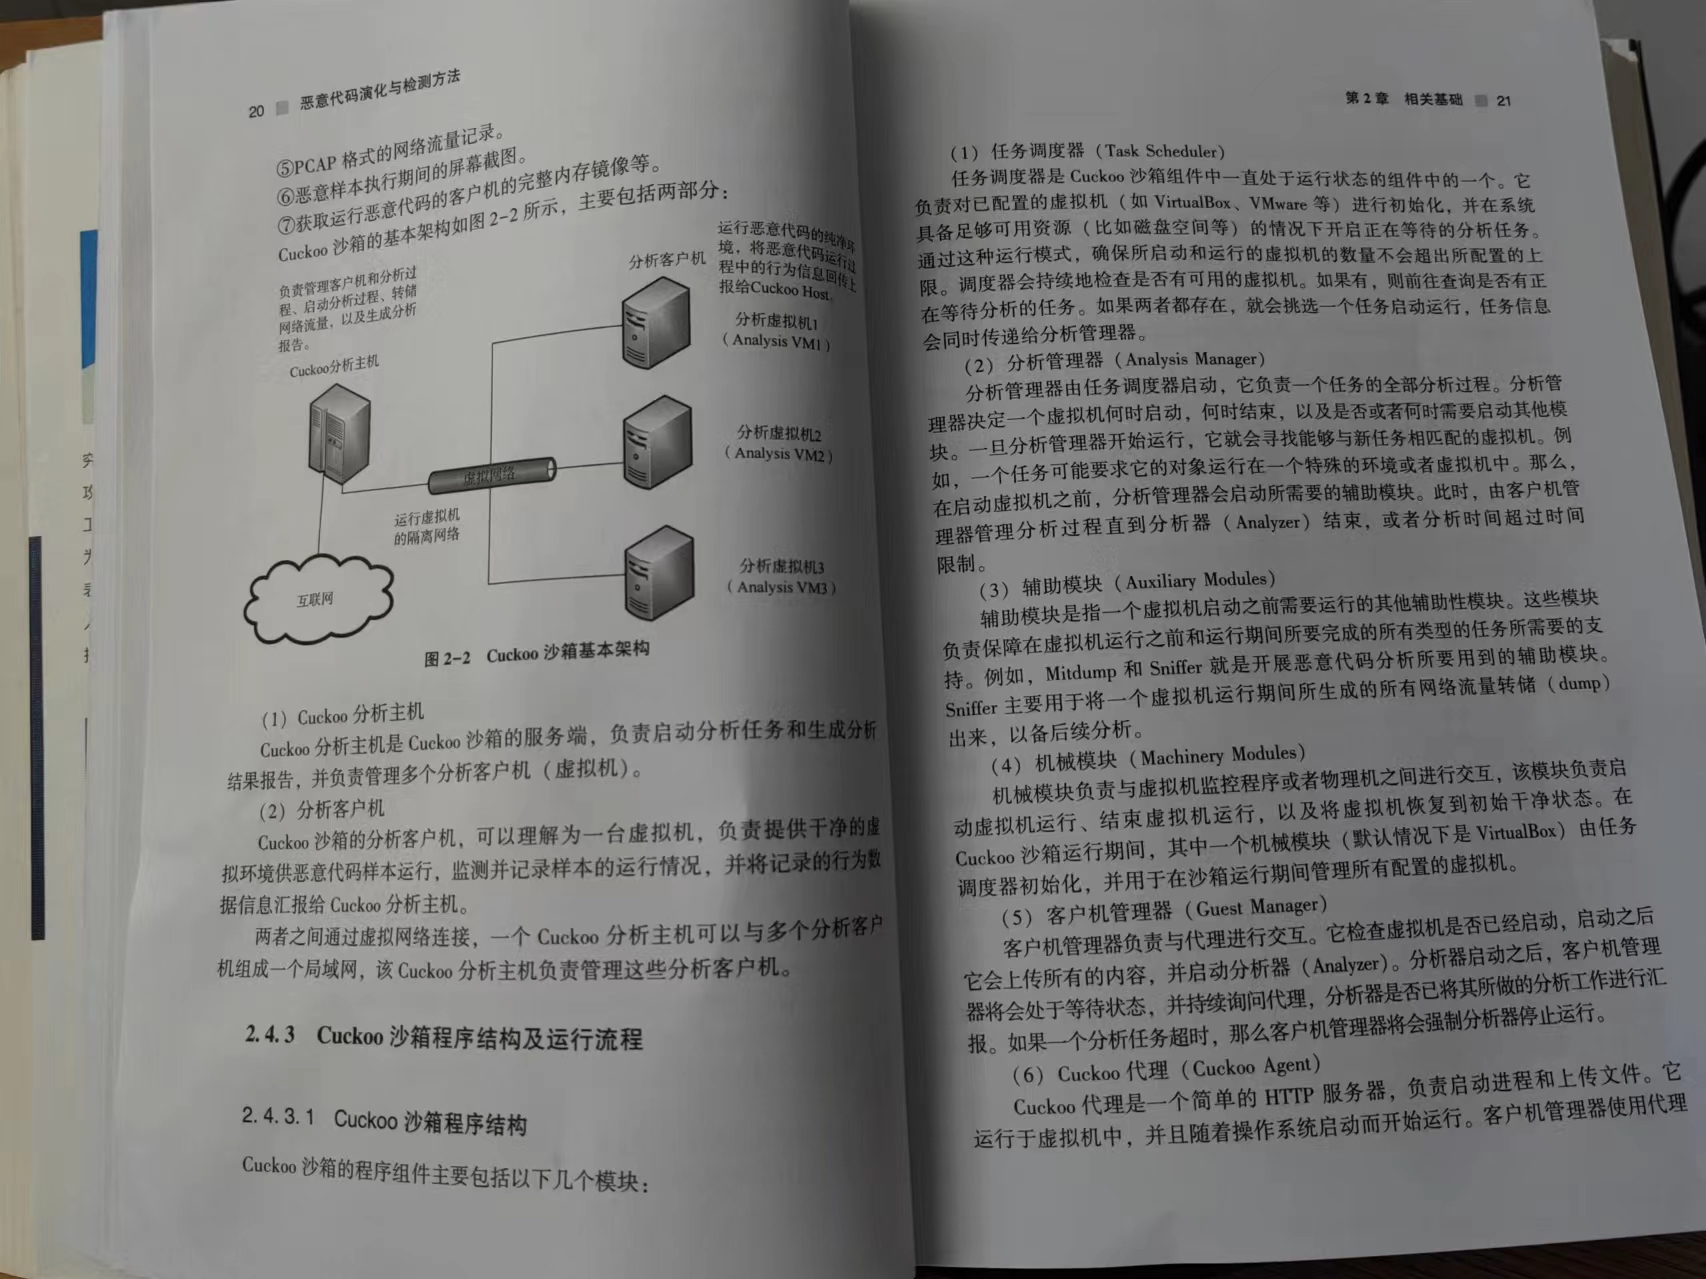 20 恶意代码演化与检测方法
⑤PCAP 格式的网络流量记录。
⑥恶意样本执行期间的屏幕截图。
⑦获取运行恶意代码的客户机的完整内存镜像等。
Cuckoo 沙箱的基本架构如图 2-2 所示，主要包括两部分：
负责管理客户机和分析过
程、启动分析过程、转储
网络流量，以及生成分析
报告。
Cuckoo分析主机
分析客户机
运行恶意代码的纯净环
境，将恶意代码运行过
程中的行为信息回传上
报给Cuckoo Host。
分析虚拟机1
（Analysis VM1）
分析虚拟机2
（Analysis VM2）
虚拟网络
运行虚拟机
的隔离网络
分析虚拟机3
（Analysis VM3）
互联网
图 2-2 Cuckoo 沙箱基本架构
（1）Cuckoo 分析主机
Cuckoo 分析主机是 Cuckoo 沙箱的服务端，负责启动分析任务和生成分析
结果报告，并负责管理多个分析客户机（虚拟机）。
（2）分析客户机
Cuckoo 沙箱的分析客户机，可以理解为一台虚拟机，负责提供干净的虚
拟环境供恶意代码样本运行，监测并记录样本的运行情况，并将记录的行为数
据信息汇报给 Cuckoo 分析主机。
两者之间通过虚拟网络连接，一个 Cuckoo 分析主机可以与多个分析客户
机组成一个局域网，该 Cuckoo 分析主机负责管理这些分析客户机。
2.4.3 Cuckoo 沙箱程序结构及运行流程
2.4.3.1 Cuckoo 沙箱程序结构
Cuckoo 沙箱的程序组件主要包括以下几个模块：
第 2 章 相关基础 21
（1）任务调度器（Task Scheduler）
任务调度器是 Cuckoo 沙箱组件中一直处于运行状态的组件中的一个。它
负责对已配置的虚拟机（如 VirtualBox、VMware 等）进行初始化，并在系统
具备足够可用资源（比如磁盘空间等）的情况下开启正在等待的分析任务。
通过这种运行模式，确保所启动和运行的虚拟机的数量不会超出所配置的上
限。调度器会持续地检查是否有可用的虚拟机。如果有，则前往查询是否有正
在等待分析的任务。如果两者都存在，就会挑选一个任务启动运行，任务信息
会同时传递给分析管理器。
（2）分析管理器（Analysis Manager）
分析管理器由任务调度器启动，它负责一个任务的全部分析过程。分析管
理器决定一个虚拟机何时启动，何时结束，以及是否或者何时需要启动其他模
块。一旦分析管理器开始运行，它就会寻找能够与新任务相匹配的虚拟机。例
如，一个任务可能要求它的对象运行在一个特殊的环境或者虚拟机中。那么，
在启动虚拟机之前，分析管理器会启动所需要的辅助模块。此时，由客户机管
理器管理分析过程直到分析器（Analyzer）结束，或者分析时间超过时间
限制。
（3）辅助模块（Auxiliary Modules）
辅助模块是指一个虚拟机启动之前需要运行的其他辅助性模块。这些模块
负责保障在虚拟机运行之前和运行期间所要完成的所有类型的任务所需要的支
持。例如，Mitdump 和 Sniffer 就是开展恶意代码分析所要用到的辅助模块。
Sniffer 主要用于将一个虚拟机运行期间所生成的所有网络流量转储（dump）
出来，以备后续分析。
（4）机械模块（Machinery Modules）
机械模块负责与虚拟机监控程序或者物理机之间进行交互，该模块负责启
动虚拟机运行、结束虚拟机运行，以及将虚拟机恢复到初始干净状态。在
Cuckoo 沙箱运行期间，其中一个机械模块（默认情况下是 VirtualBox）由任务
调度器初始化，并用于在沙箱运行期间管理所有配置的虚拟机。
（5）客户机管理器（Guest Manager）
客户机管理器负责与代理进行交互。它检查虚拟机是否已经启动，启动之后
它会上传所有的内容，并启动分析器（Analyzer）。分析器启动之后，客户机管理
器将会处于等待状态，并持续询问代理，分析器是否已将其所做的分析工作进行汇
报。如果一个分析任务超时，那么客户机管理器将会强制分析器停止运行。
（6）Cuckoo 代理（Cuckoo Agent）
Cuckoo 代理是一个简单的 HTTP 服务器，负责启动进程和上传文件。它
运行于虚拟机中，并且随着操作系统启动而开始运行。客户机管理器使用代理